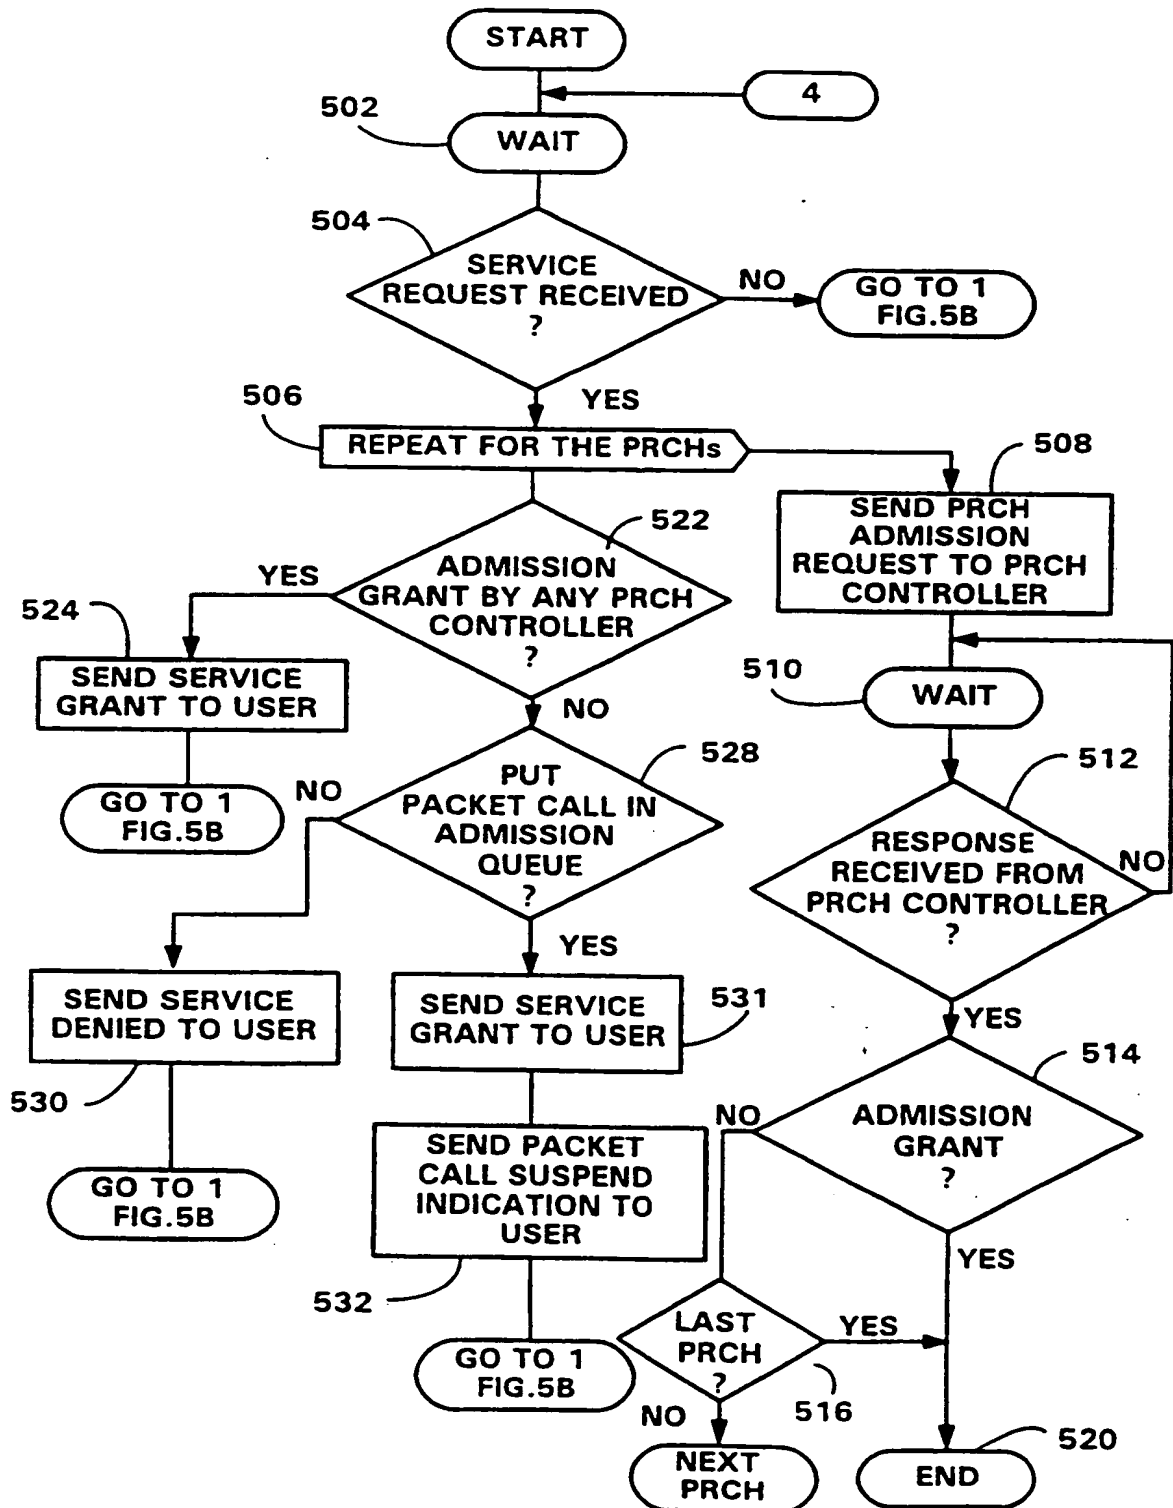 START
4
502
WAIT
504
SERVICE
REQUEST RECEIVED
?
NO
GO TO 1
FIG.5B
YES
506
REPEAT FOR THE PRCHs
508
SEND PRCH
ADMISSION
REQUEST TO PRCH
CONTROLLER
522
ADMISSION
GRANT BY ANY PRCH
CONTROLLER
?
YES
524
SEND SERVICE
GRANT TO USER
GO TO 1
FIG.5B
NO
510
WAIT
528
PUT
PACKET CALL IN
ADMISSION
QUEUE
?
NO
512
RESPONSE
RECEIVED FROM
PRCH CONTROLLER
?
NO
YES
YES
SEND SERVICE
DENIED TO USER
530
GO TO 1
FIG.5B
531
SEND SERVICE
GRANT TO USER
514
ADMISSION
GRANT
?
NO
YES
SEND PACKET
CALL SUSPEND
INDICATION TO
USER
532
GO TO 1
FIG.5B
LAST
PRCH
?
YES
516
NO
NEXT
PRCH
520
END